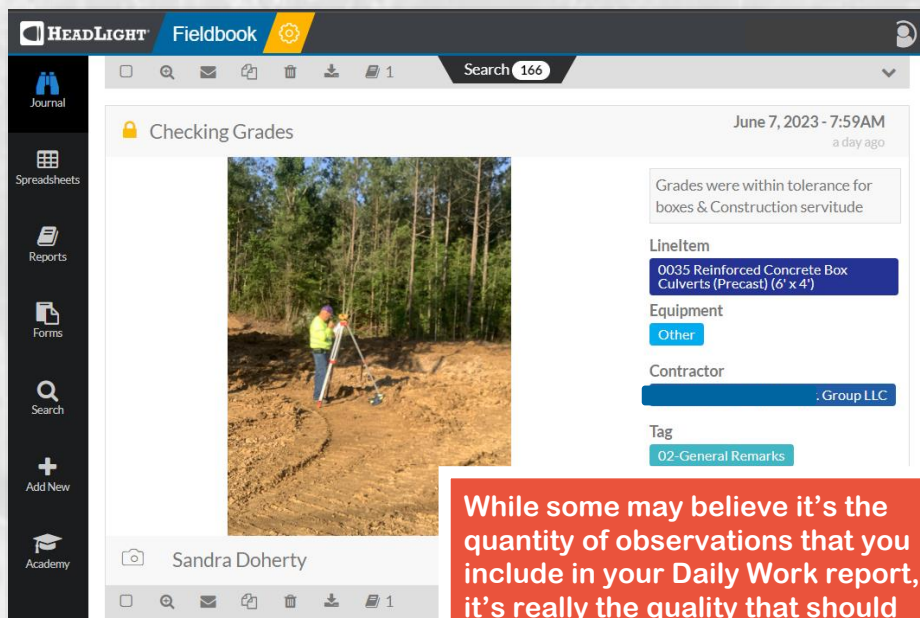 HEADLIGHT Fieldbook
1 Search 166
Journal
Checking Grades
June 7, 2023 - 7:59AM
a day ago
Spreadsheets
Grades were within tolerance for
boxes & Construction servitude
LineItem
0035 Reinforced Concrete Box
Culverts (Precast) (6' x 4')
Reports
Equipment
Other
Forms
Contractor
Group LLC
Search
Tag
02-General Remarks
Add New
Academy
Sandra Doherty
1
While some may believe it’s the
quantity of observations that you
include in your Daily Work report,
it’s really the quality that should